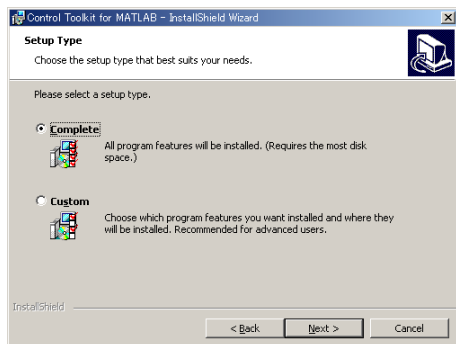 Control Toolkit for MATLAB - InstallShield Wizard
Setup Type
Choose the setup type that best suits your needs.
Please select a setup type.
Complete
All program features will be installed. (Requires the most disk
space.)
Custom
Choose which program features you want installed and where they
will be installed. Recommended for advanced users.
InstallShield
< Back Next > Cancel